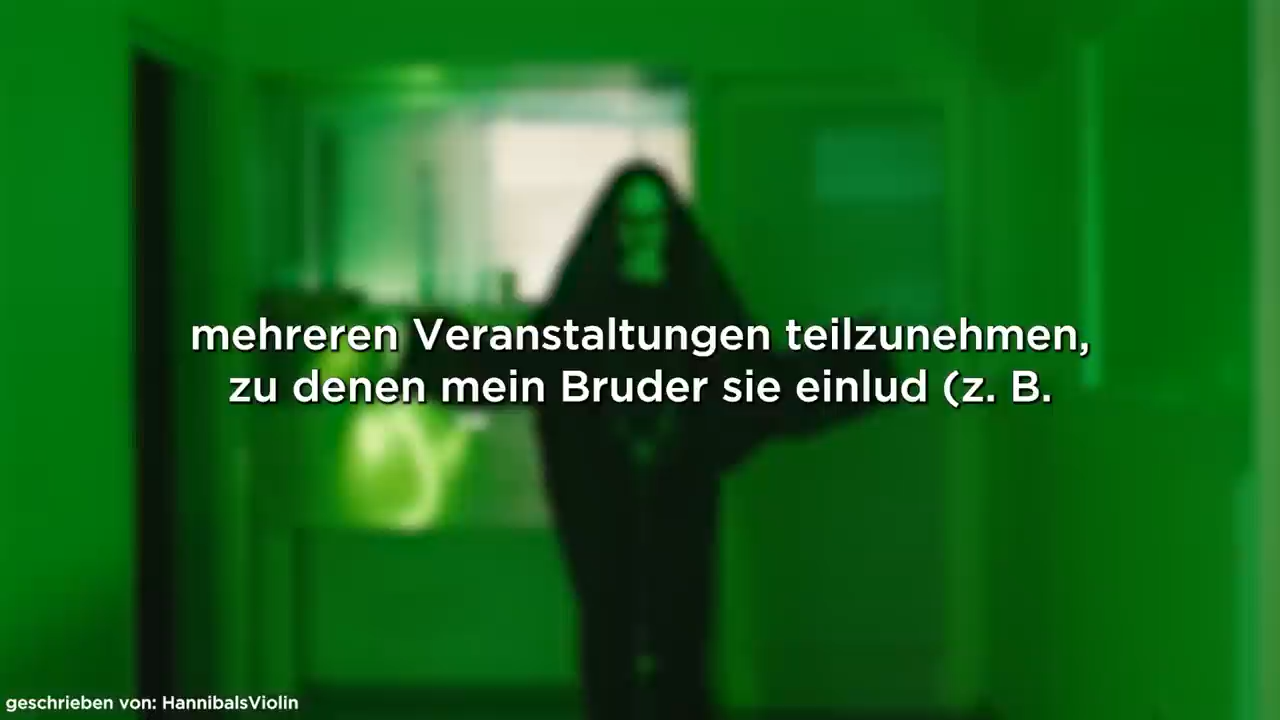 mehreren Veranstaltungen teilzunehmen,
zu denen mein Bruder sie einlud (z. B.
geschrieben von: HannibalsViolin